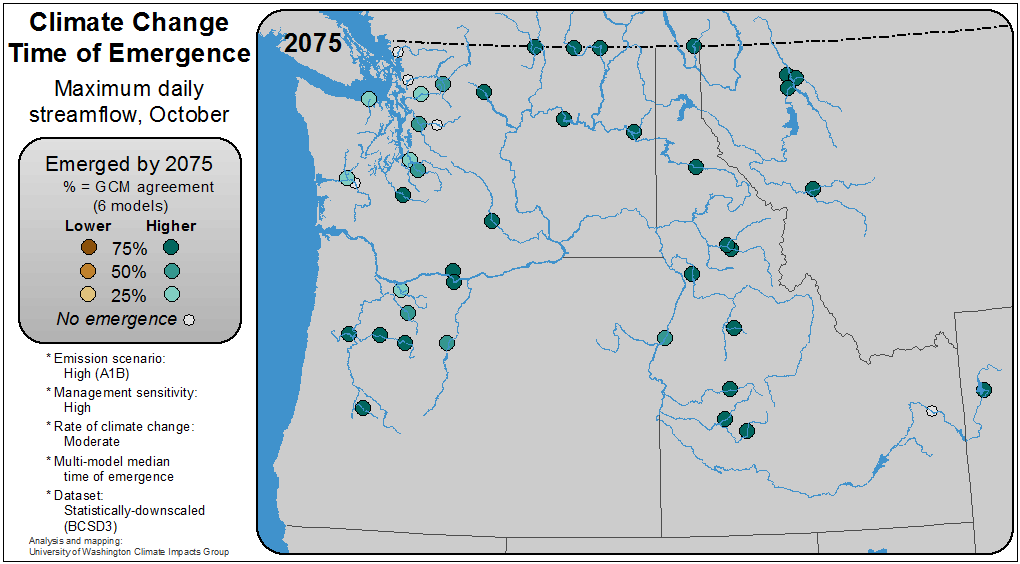 Climate Change
Time of Emergence
Maximum daily
streamflow, October
Emerged by 2075
% = GCM agreement
(6 models)
Lower Higher
75%
50%
25%
No emergence
* Emission scenario:
High (A1B)
* Management sensitivity:
High
* Rate of climate change:
Moderate
* Multi-model median
time of emergence
* Dataset:
Statistically-downscaled
(BCSD3)
Analysis and mapping:
University of Washington Climate Impacts Group
2075